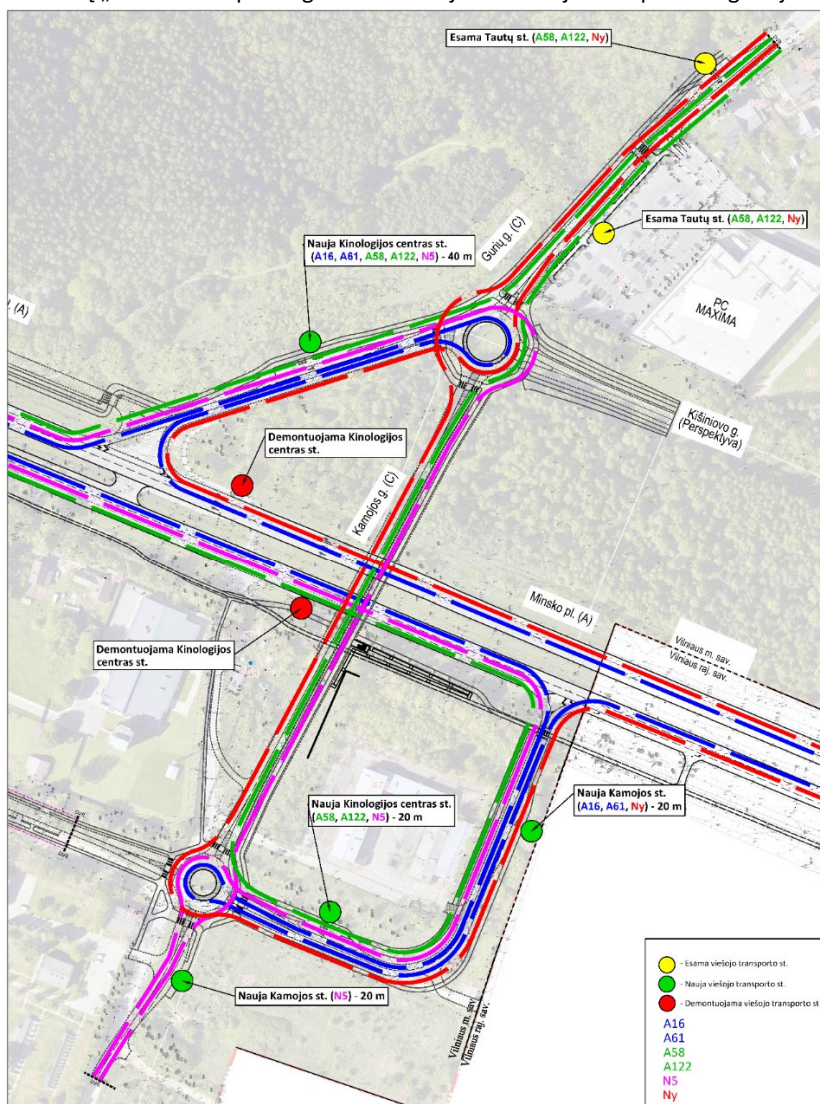 Esama Tautų st. (A58, A122, Ny)
Esama Tautų st. (A58, A122, Ny)
Nauja Kinologijos centras st.
(A16, A61, A58, A122, N5) - 40 m
Gurių g. (C)
PC
MAXIMA
l. (A)
Kišiniovo g.
(Perspektyva)
Demontuojama Kinologijos
centras st.
Kamojos g. (C)
Minsko pl. (A)
Vilniaus m. sav.
Vilniaus raj. sav.
Demontuojama Kinologijos
centras st.
Nauja Kamojos st.
(A16, A61, Ny) - 20 m
Nauja Kinologijos centras st.
(A58, A122, N5) - 20 m
Nauja Kamojos st. (N5) - 20 m
Vilniaus m. sav.
Vilniaus raj. sav.
- Esama viešojo transporto st.
- Nauja viešojo transporto st.
- Demontuojama viešojo transporto st
A16
A61
A58
A122
N5
Ny